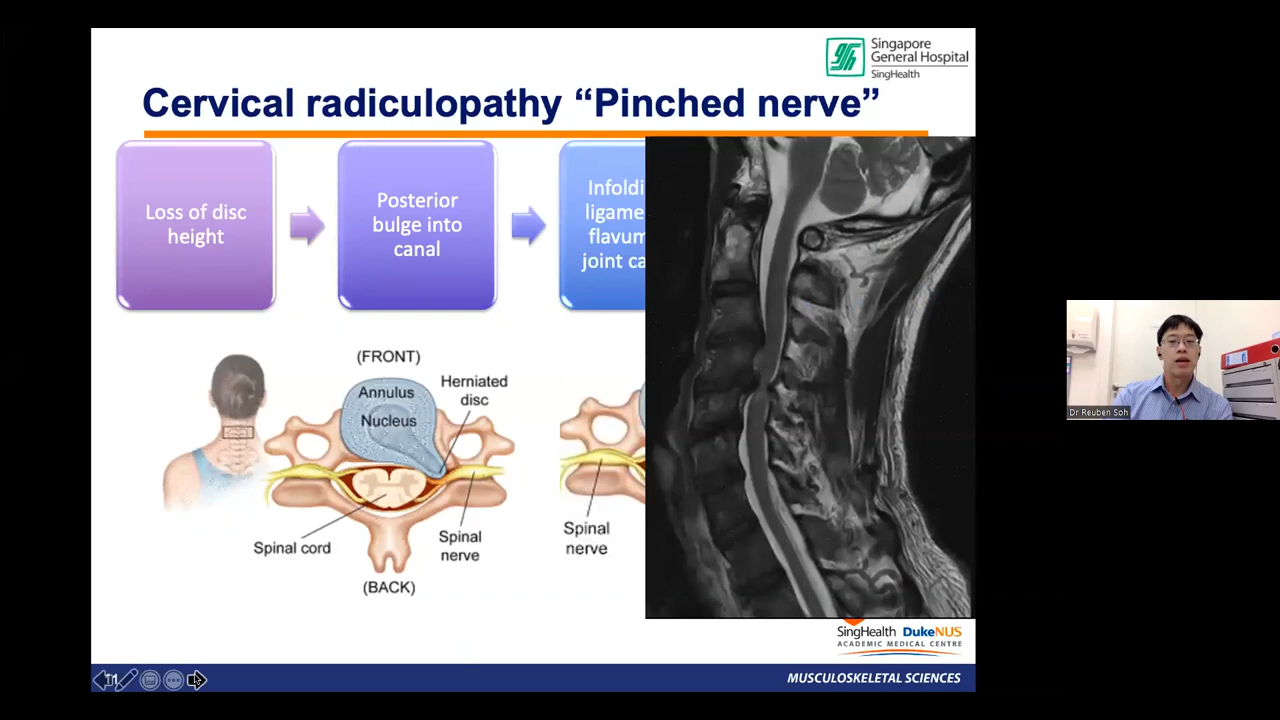 Singapore
General Hospital
SingHealth
Cervical radiculopathy “Pinched nerve”
Loss of disc
height
Posterior
bulge into
canal
(FRONT)
Annulus
Nucleus
Herniated
disc
Spinal cord
Spinal
nerve
(BACK)
Spinal
nerve
Dr Reuben Soh
SingHealth DukeNUS
ACADEMIC MEDICAL CENTRE
MUSCULOSKELETAL SCIENCES